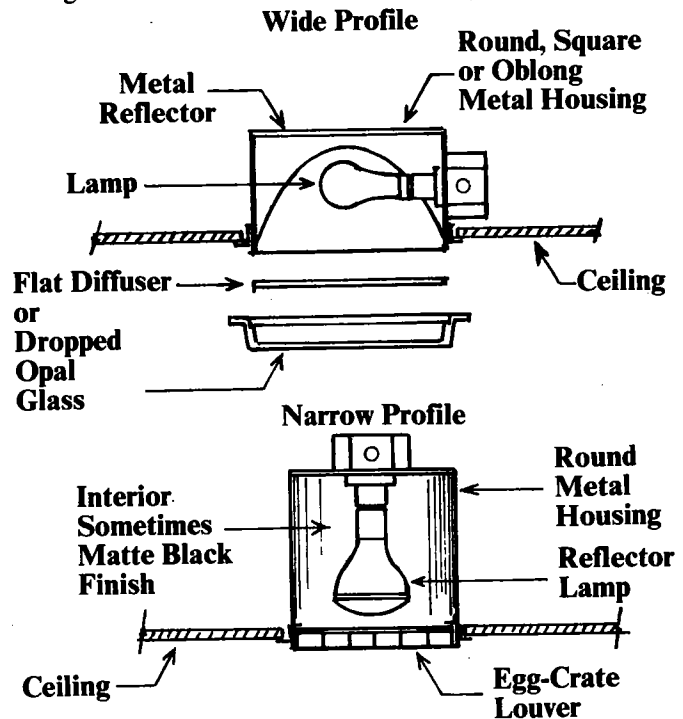 Wide Profile
Round, Square
or Oblong
Metal Housing
Metal
Reflector
Lamp
Flat Diffuser
or
Dropped
Opal
Glass
Ceiling
Narrow Profile
Interior
Sometimes
Matte Black
Finish
Round
Metal
Housing
Reflector
Lamp
Ceiling
Egg-Crate
Louver